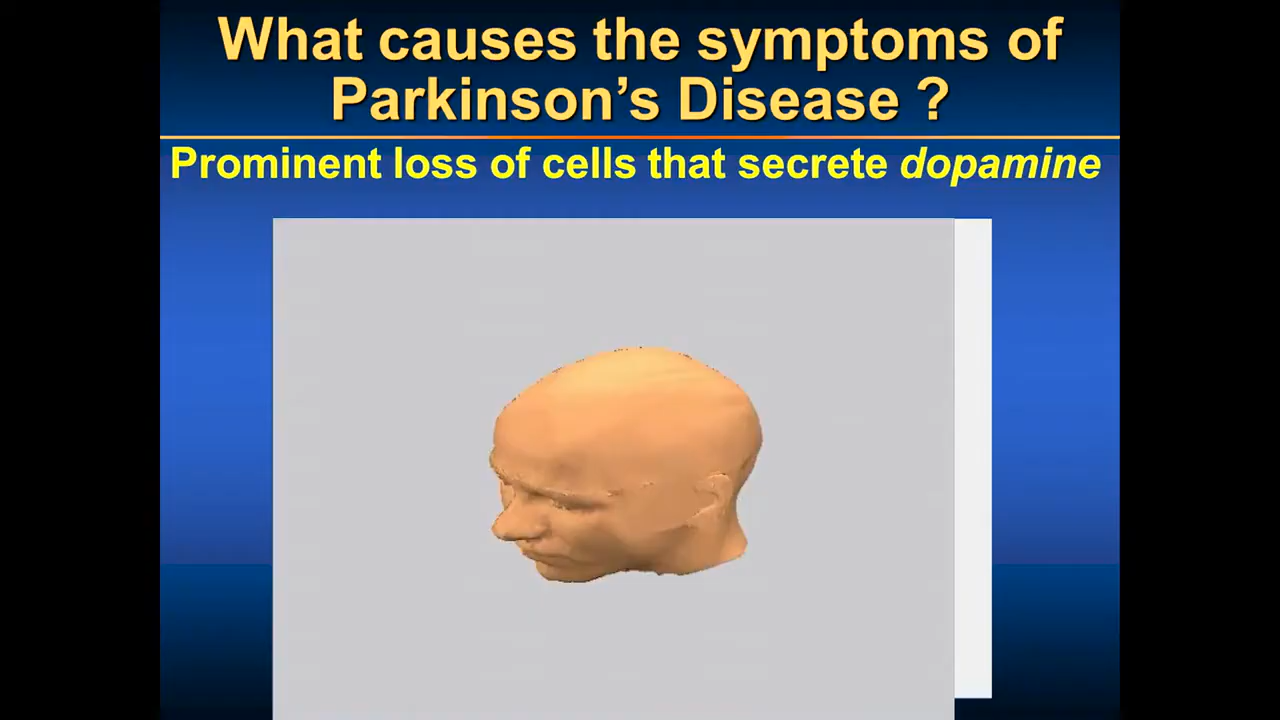 What causes the symptoms of
Parkinson’s Disease ?
Prominent loss of cells that secrete dopamine